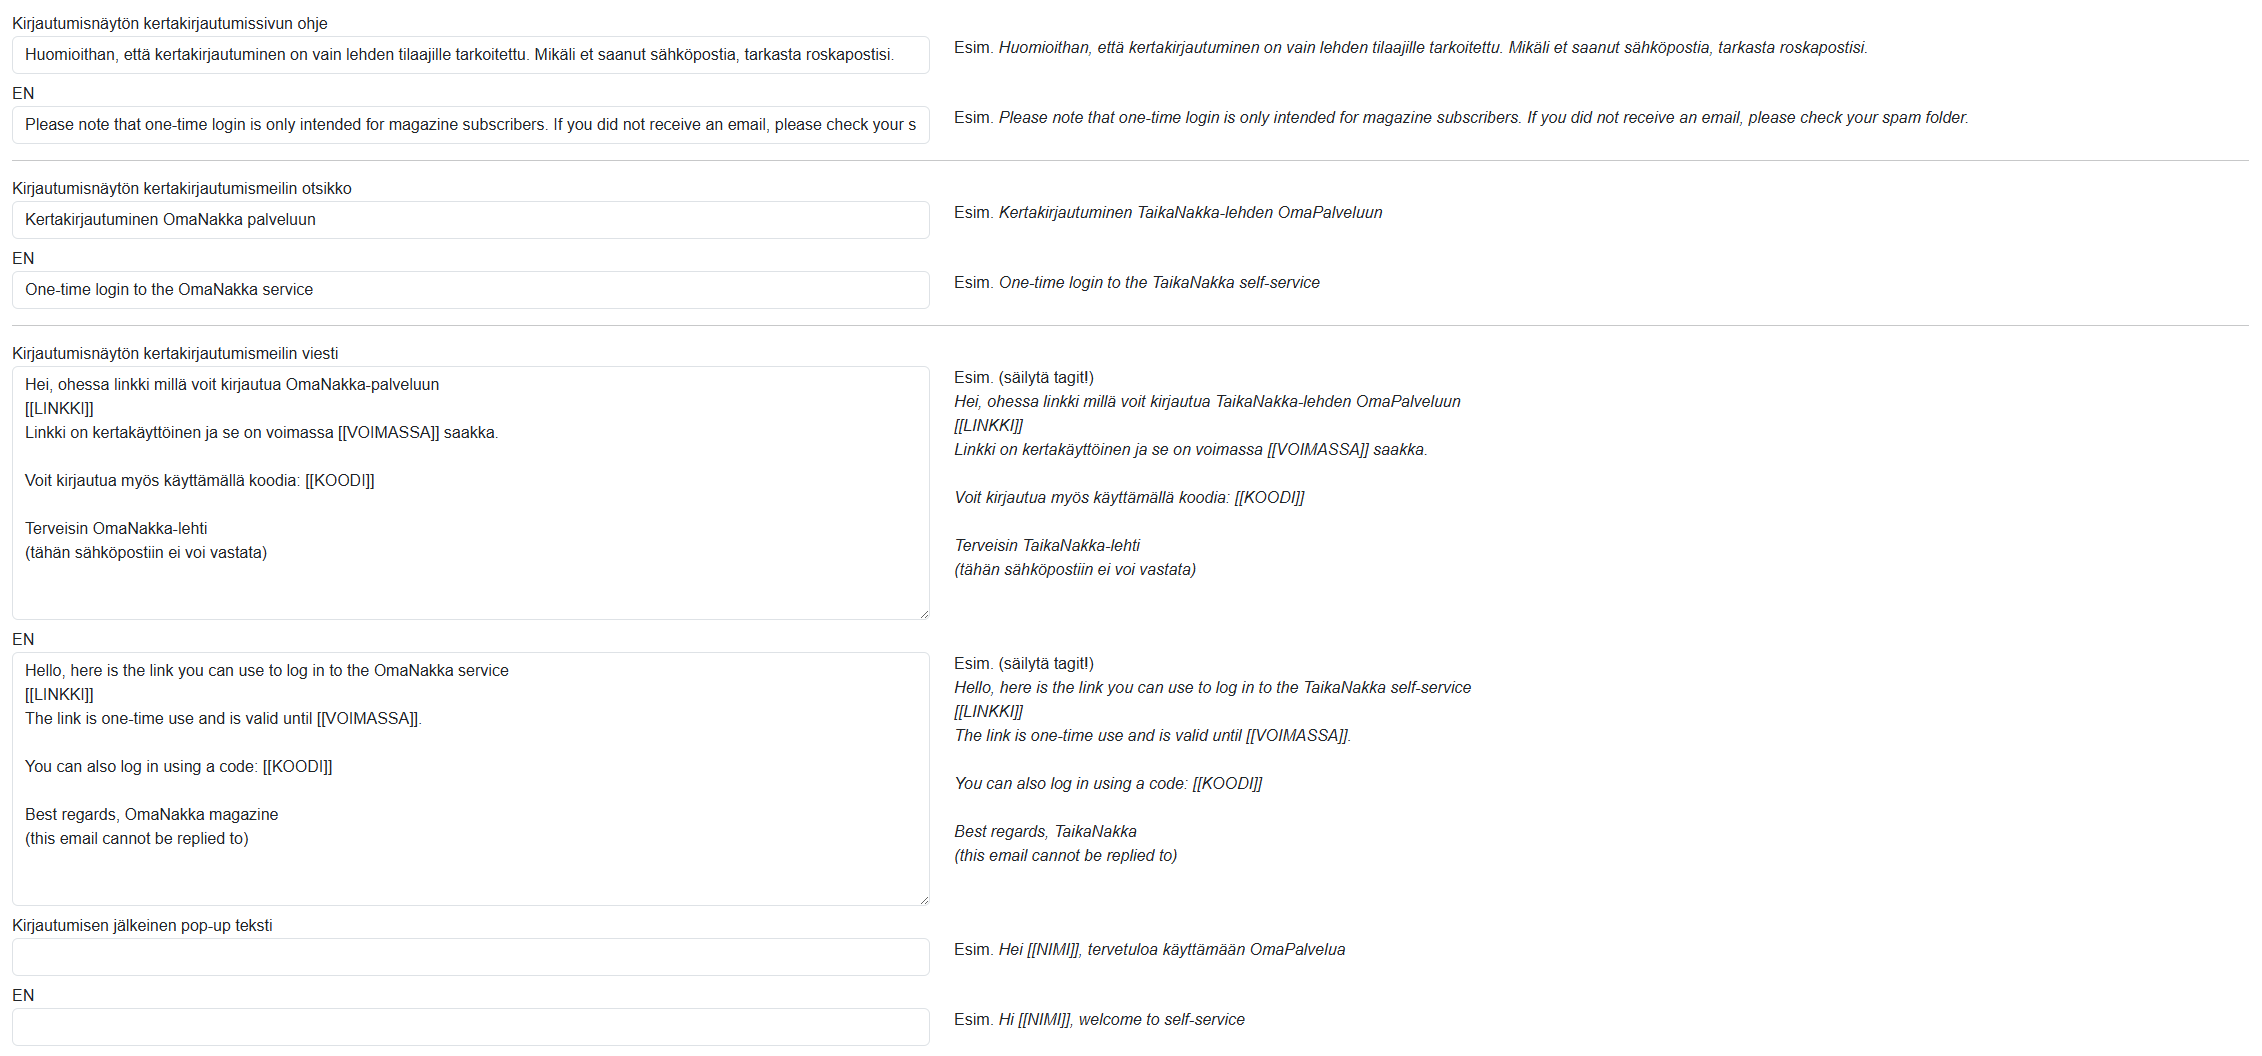 Kirjautumisnäytön kertakirjautumissivun ohje
Huomioithan, että kertakirjautuminen on vain lehden tilaajille tarkoitettu. Mikäli et saanut sähköpostia, tarkasta roskapostisi.
Esim. Huomioithan, että kertakirjautuminen on vain lehden tilaajille tarkoitettu. Mikäli et saanut sähköpostia, tarkasta roskapostisi.
EN
Please note that one-time login is only intended for magazine subscribers. If you did not receive an email, please check your s
Esim. Please note that one-time login is only intended for magazine subscribers. If you did not receive an email, please check your spam folder.
Kirjautumisnäytön kertakirjautumismeilin otsikko
Kertakirjautuminen OmaNakka palveluun
Esim. Kertakirjautuminen TaikaNakka-lehden OmaPalveluun
EN
One-time login to the OmaNakka service
Esim. One-time login to the TaikaNakka self-service
Kirjautumisnäytön kertakirjautumismeilin viesti
Hei, ohessa linkki millä voit kirjautua OmaNakka-palveluun
[[LINKKI]]
Linkki on kertakäyttöinen ja se on voimassa [[VOIMASSA]] saakka.
Voit kirjautua myös käyttämällä koodia: [[KOODI]]
Terveisin OmaNakka-lehti
(tähän sähköpostiin ei voi vastata)
Esim. (säilytä tagit!)
Hei, ohessa linkki millä voit kirjautua TaikaNakka-lehden OmaPalveluun
[[LINKKI]]
Linkki on kertakäyttöinen ja se on voimassa [[VOIMASSA]] saakka.
Voit kirjautua myös käyttämällä koodia: [[KOODI]]
Terveisin TaikaNakka-lehti
(tähän sähköpostiin ei voi vastata)
EN
Hello, here is the link you can use to log in to the OmaNakka service
[[LINKKI]]
The link is one-time use and is valid until [[VOIMASSA]].
You can also log in using a code: [[KOODI]]
Best regards, OmaNakka magazine
(this email cannot be replied to)
Esim. (säilytä tagit!)
Hello, here is the link you can use to log in to the TaikaNakka self-service
[[LINKKI]]
The link is one-time use and is valid until [[VOIMASSA]].
You can also log in using a code: [[KOODI]]
Best regards, TaikaNakka
(this email cannot be replied to)
Kirjautumisen jälkeinen pop-up teksti
Esim. Hei [[NIMI]], tervetuloa käyttämään OmaPalvelua
EN
Esim. Hi [[NIMI]], welcome to self-service